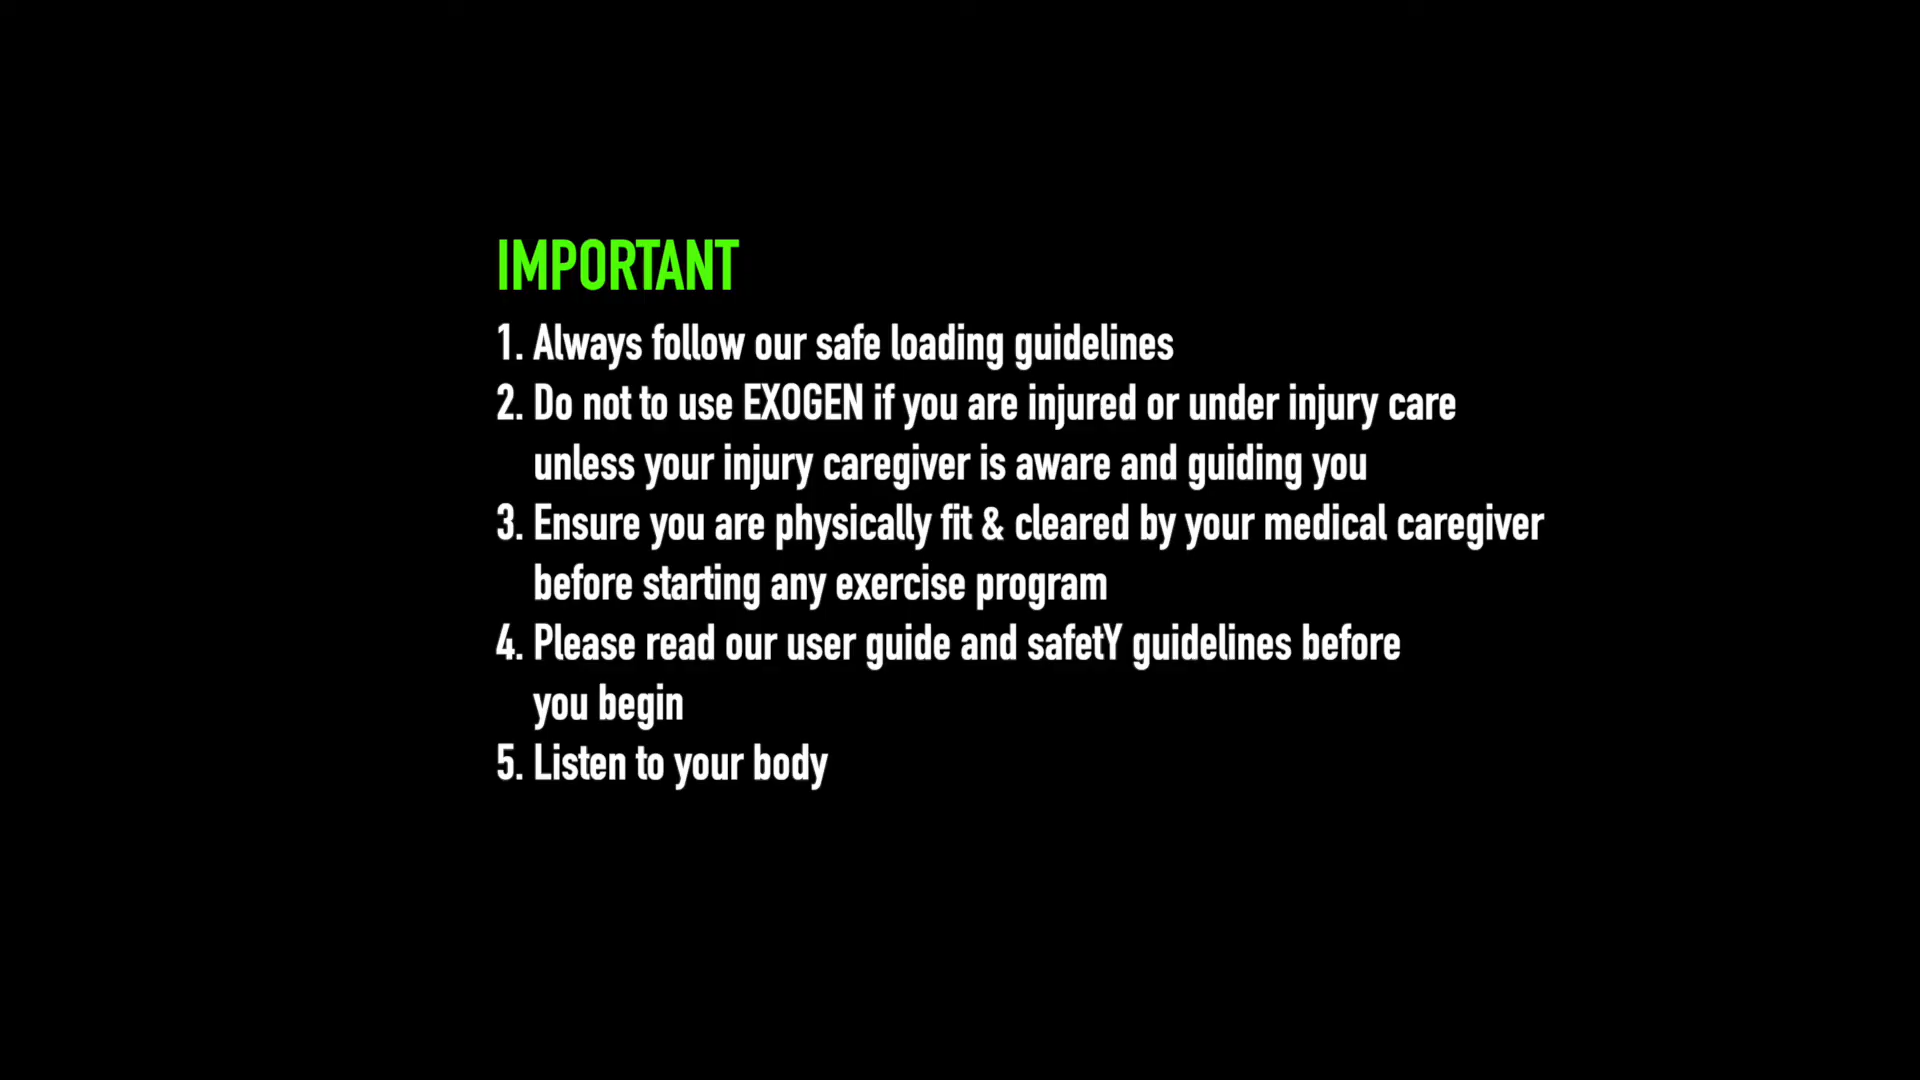 IMPORTANT
1. Always follow our safe loading guidelines
2. Do not to use EXOGEN if you are injured or under injury care
unless your injury caregiver is aware and guiding you
3. Ensure you are physically fit & cleared by your medical caregiver
before starting any exercise program
4. Please read our user guide and safetY guidelines before
you begin
5. Listen to your body